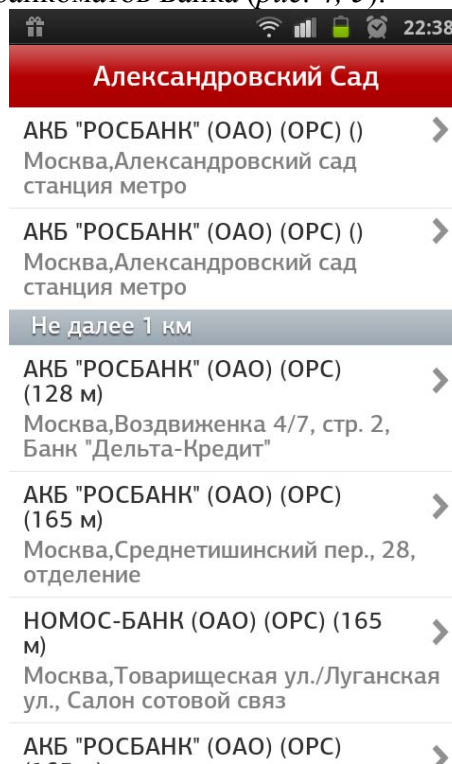 банкоматов Банка (рис. 4, 5).
22:38
Александровский Сад
АКБ "РОСБАНК" (ОАО) (ОРС) ()
Москва,Александровский сад
станция метро
АКБ "РОСБАНК" (ОАО) (ОРС) ()
Москва,Александровский сад
станция метро
Не далее 1 км
АКБ "РОСБАНК" (ОАО) (ОРС)
(128 м)
Москва,Воздвиженка 4/7, стр. 2,
Банк "Дельта-Кредит"
АКБ "РОСБАНК" (ОАО) (ОРС)
(165 м)
Москва,Среднетишинский пер., 28,
отделение
НОМОС-БАНК (ОАО) (ОРС) (165
м)
Москва,Товарищеская ул./Луганская
ул., Салон сотовой связ
АКБ "РОСБАНК" (ОАО) (ОРС)